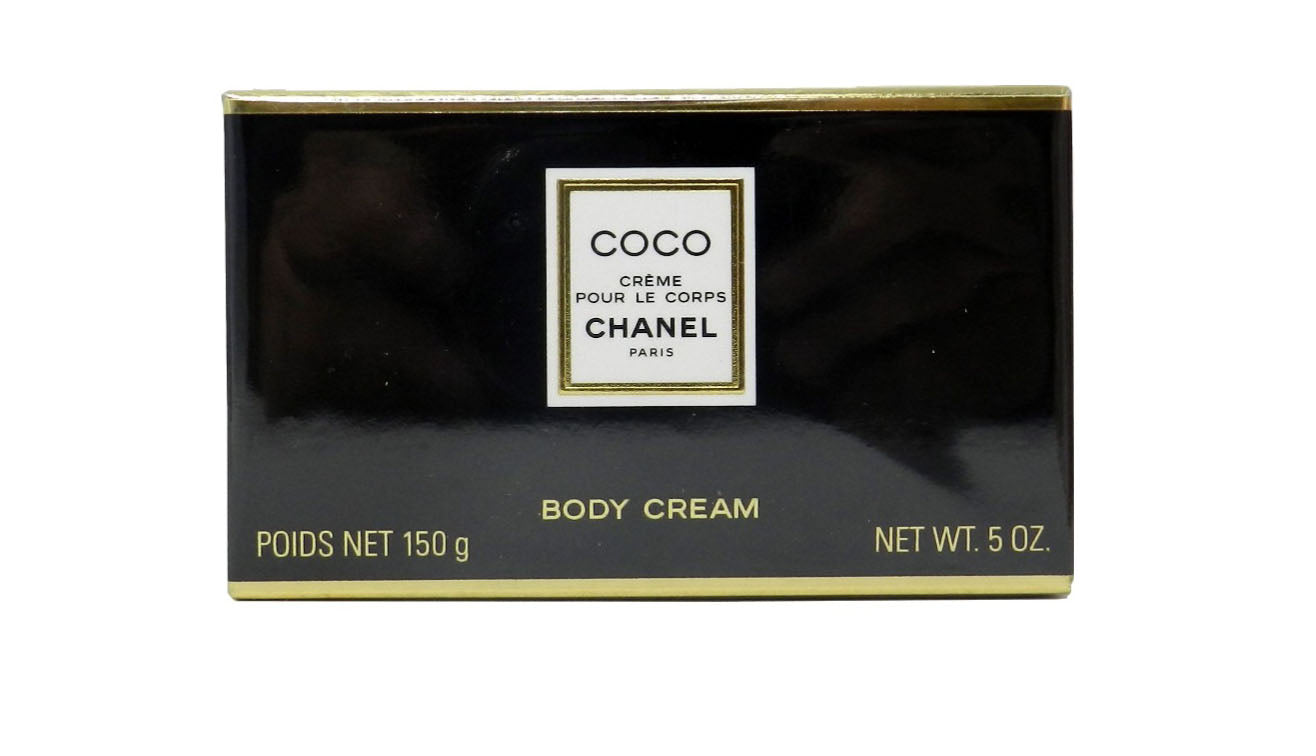 COCO
CRÈME
POUR LE CORPS
CHANEL
PARIS
BODY CREAM
POIDS NET 150 g
NET WT. 5 OZ.